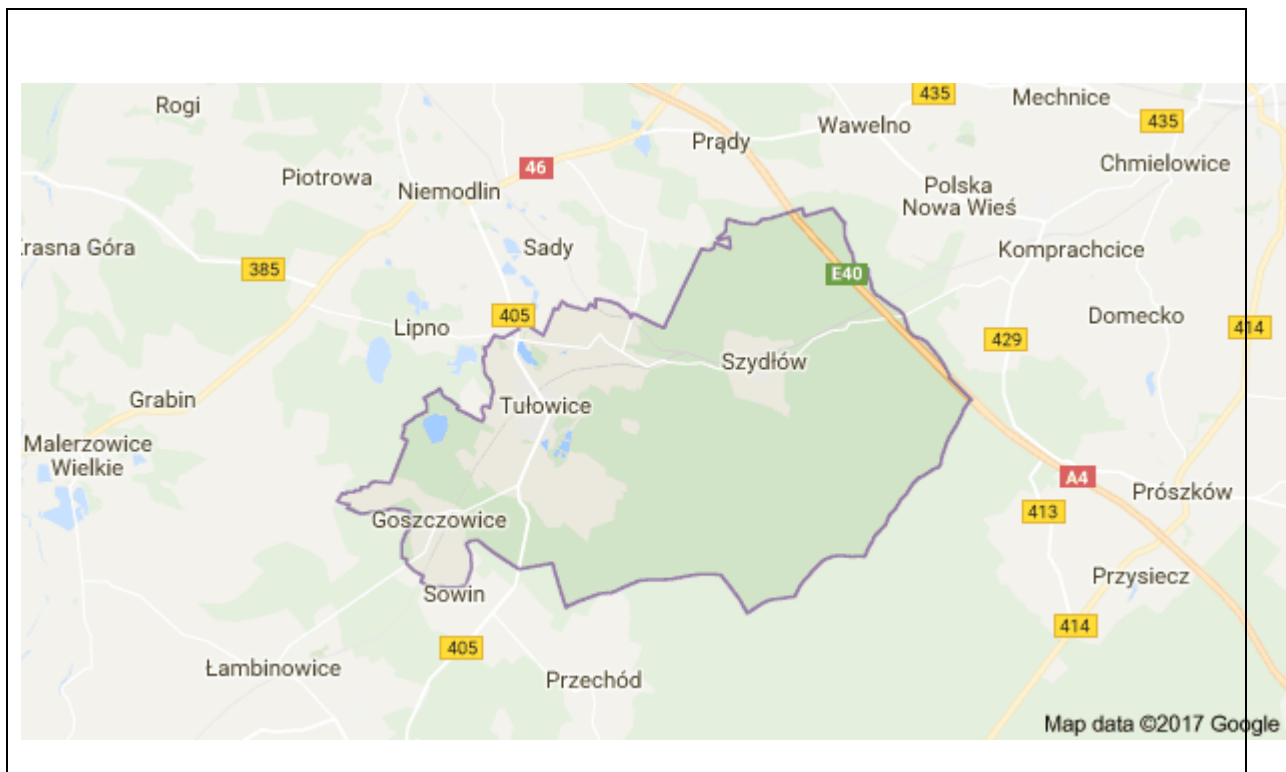 435
Mechnice
Rogi
435
Wawelno
Prądy
Chmielowice
46
Piotrowa
Niemodlin
Polska
Nowa Wieś
Sady
Komprachcice
rasna Góra
385
E40
405
Lipno
Domecko
414
429
Szydłów
Grabin
Tułowice
Malerzowice
Wielkie
A4
Prószków
413
Goszczowice
Przysiecz
Sowin
414
405
Łambinowice
Przechód
Map data ©2017 Google